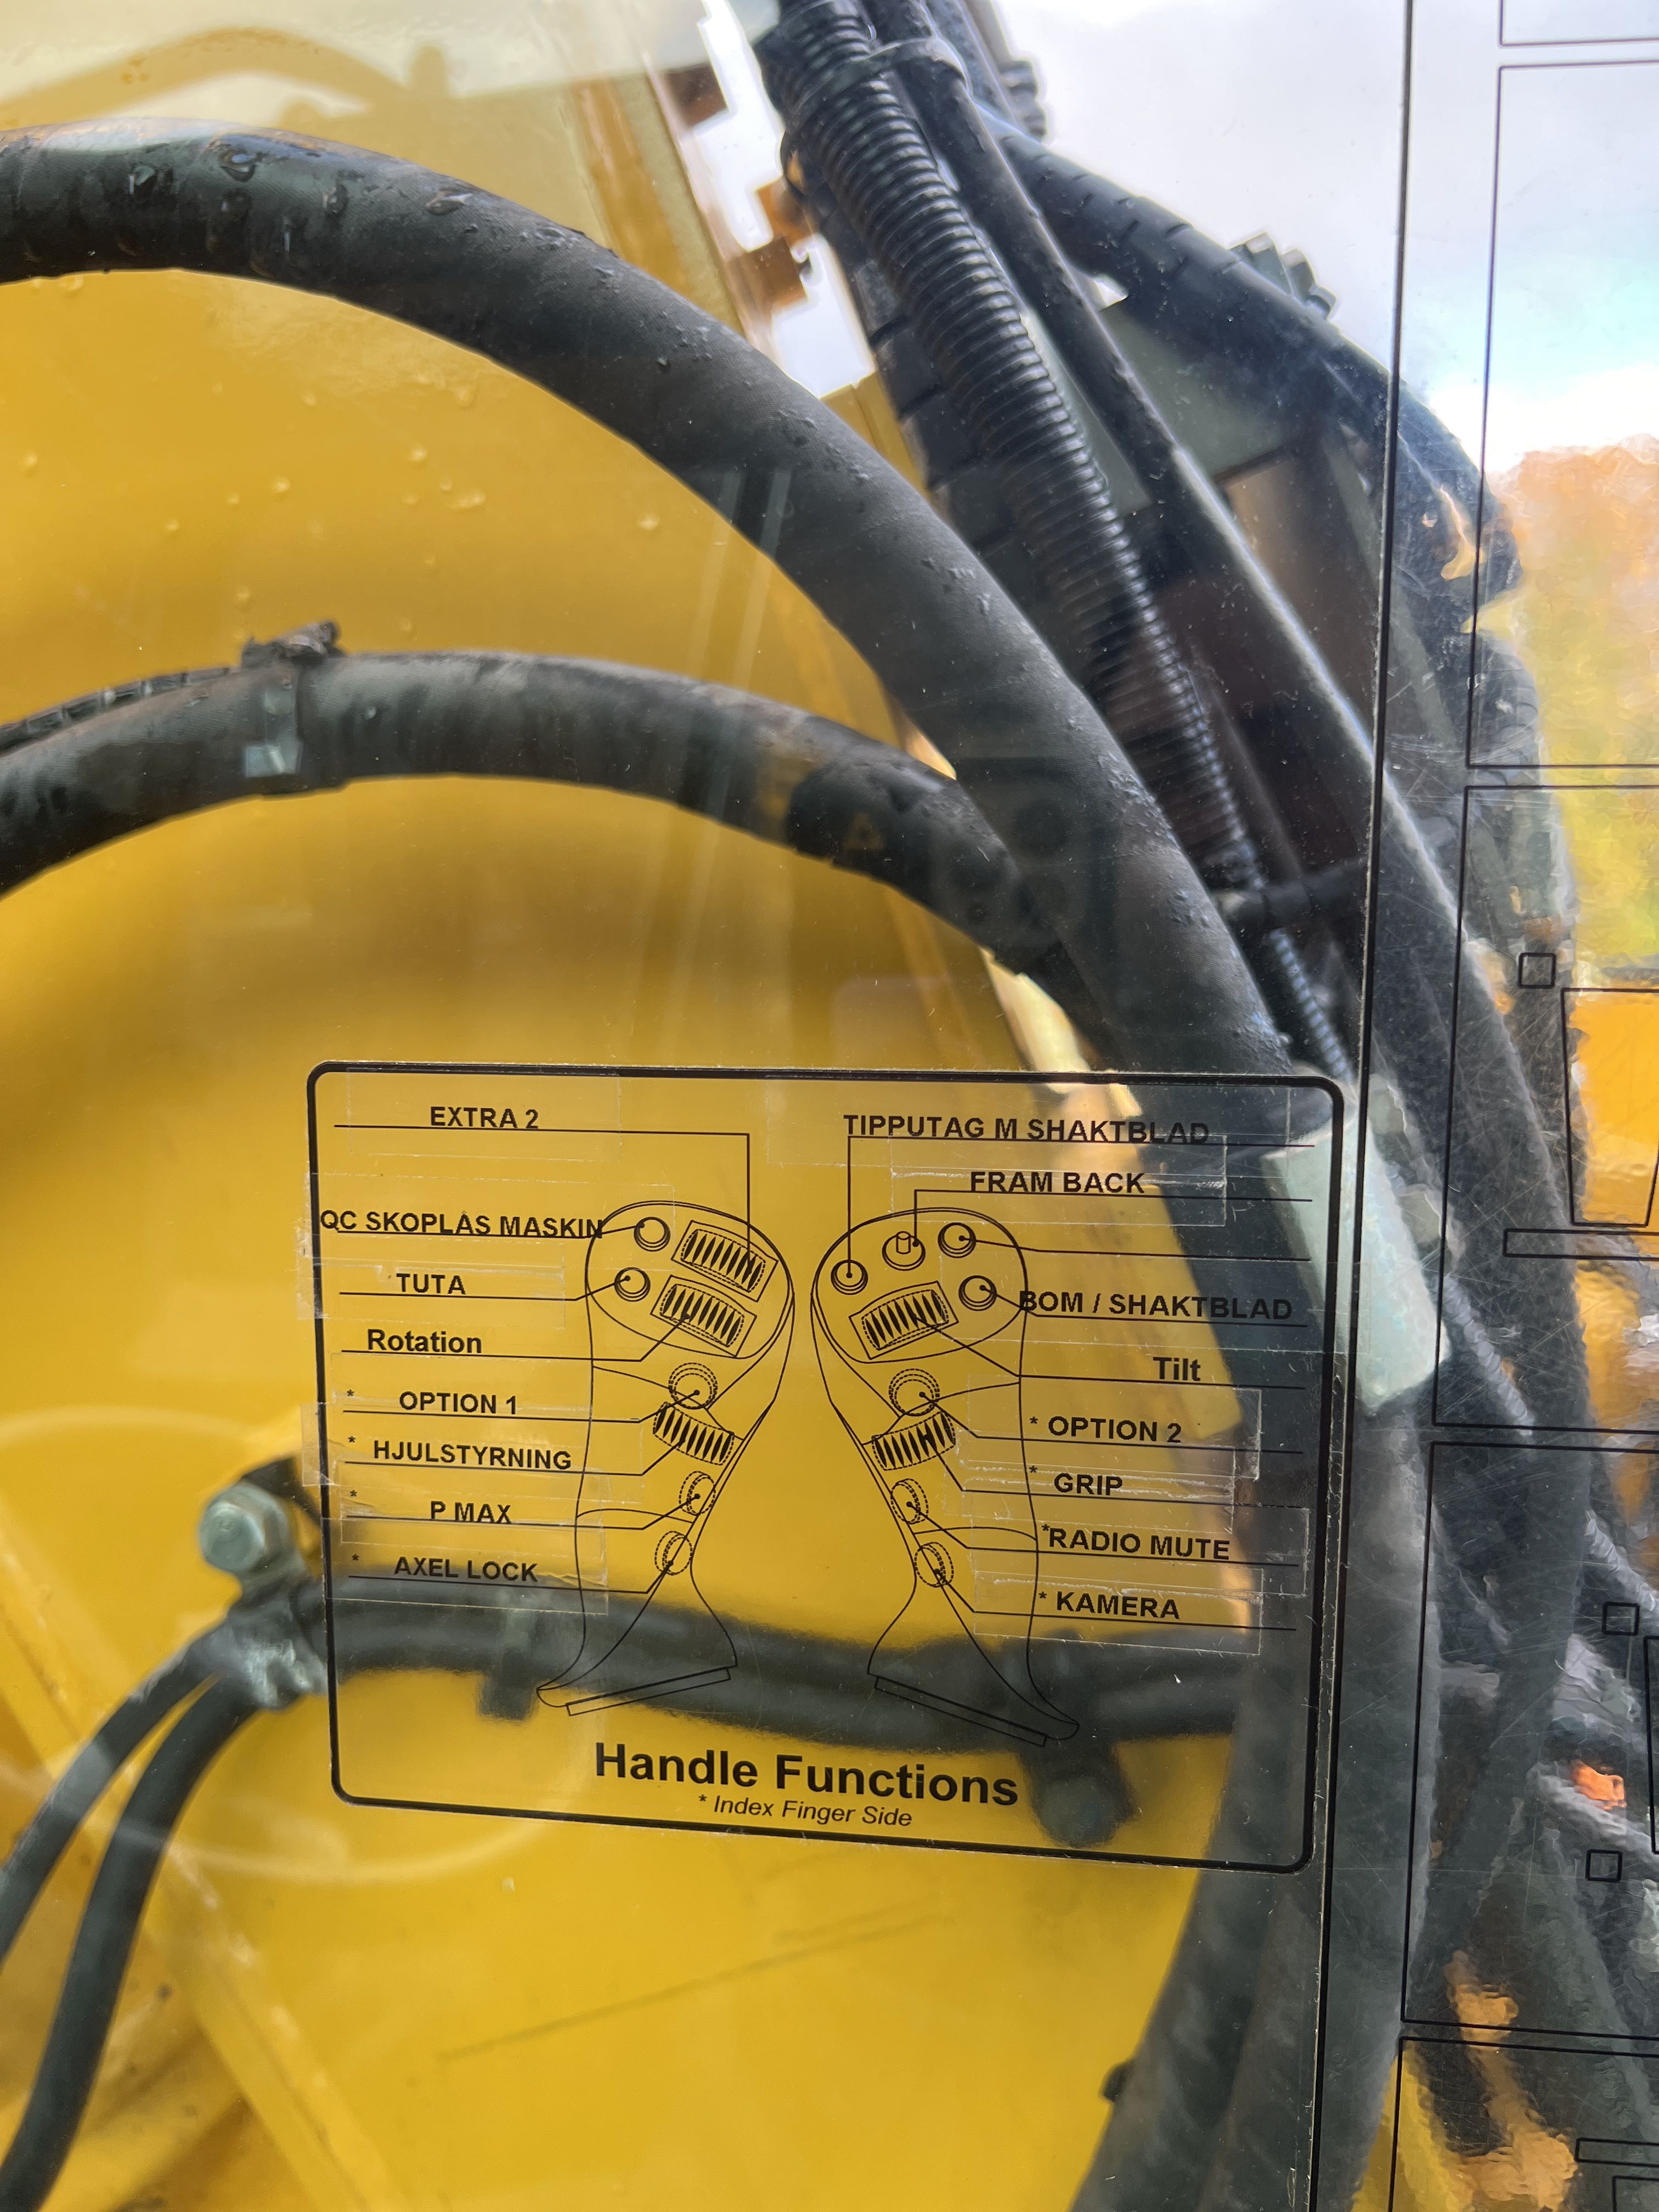 EXTRA 2
QC SKOPLÅS MASKIN
TUTA
Rotation
* OPTION 1
* HJULSTYRNING
* P MAX
* AXEL LOCK
TIPPUTAG M SHAKTBLAD
FRAM BACK
BOM / SHAKTBLAD
Tilt
* OPTION 2
* GRIP
*RADIO MUTE
* KAMERA
Handle Functions
* Index Finger Side